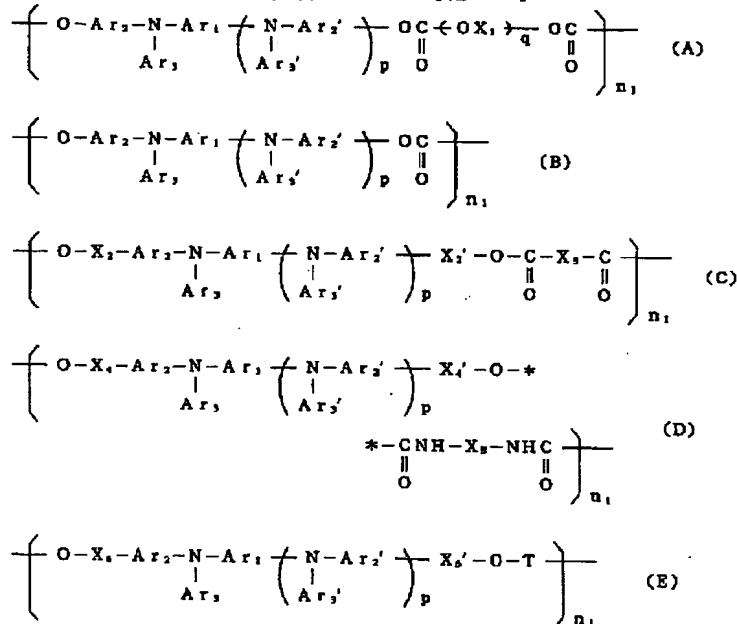 O-Ar₂-N-Ar₁-(N-Ar₂')p-OC-(OX₁)q-OC n₁ (A)
Ar₃ Ar₃' O O
O-Ar₂-N-Ar₁-(N-Ar₂')p-OC n₁ (B)
Ar₃ Ar₃' O
O-X₂-Ar₂-N-Ar₁-(N-Ar₂')p-X₂'-O-C-X₃-C n₁ (C)
Ar₃ Ar₃' O O
O-X₄-Ar₂-N-Ar₁-(N-Ar₂')p-X₄'-O-*
Ar₃ Ar₃'
*-CNH-X₅-NHC n₁ (D)
O O
O-X₆-Ar₂-N-Ar₁-(N-Ar₂')p-X₆'-O-T n₁ (E)
Ar₃ Ar₃'